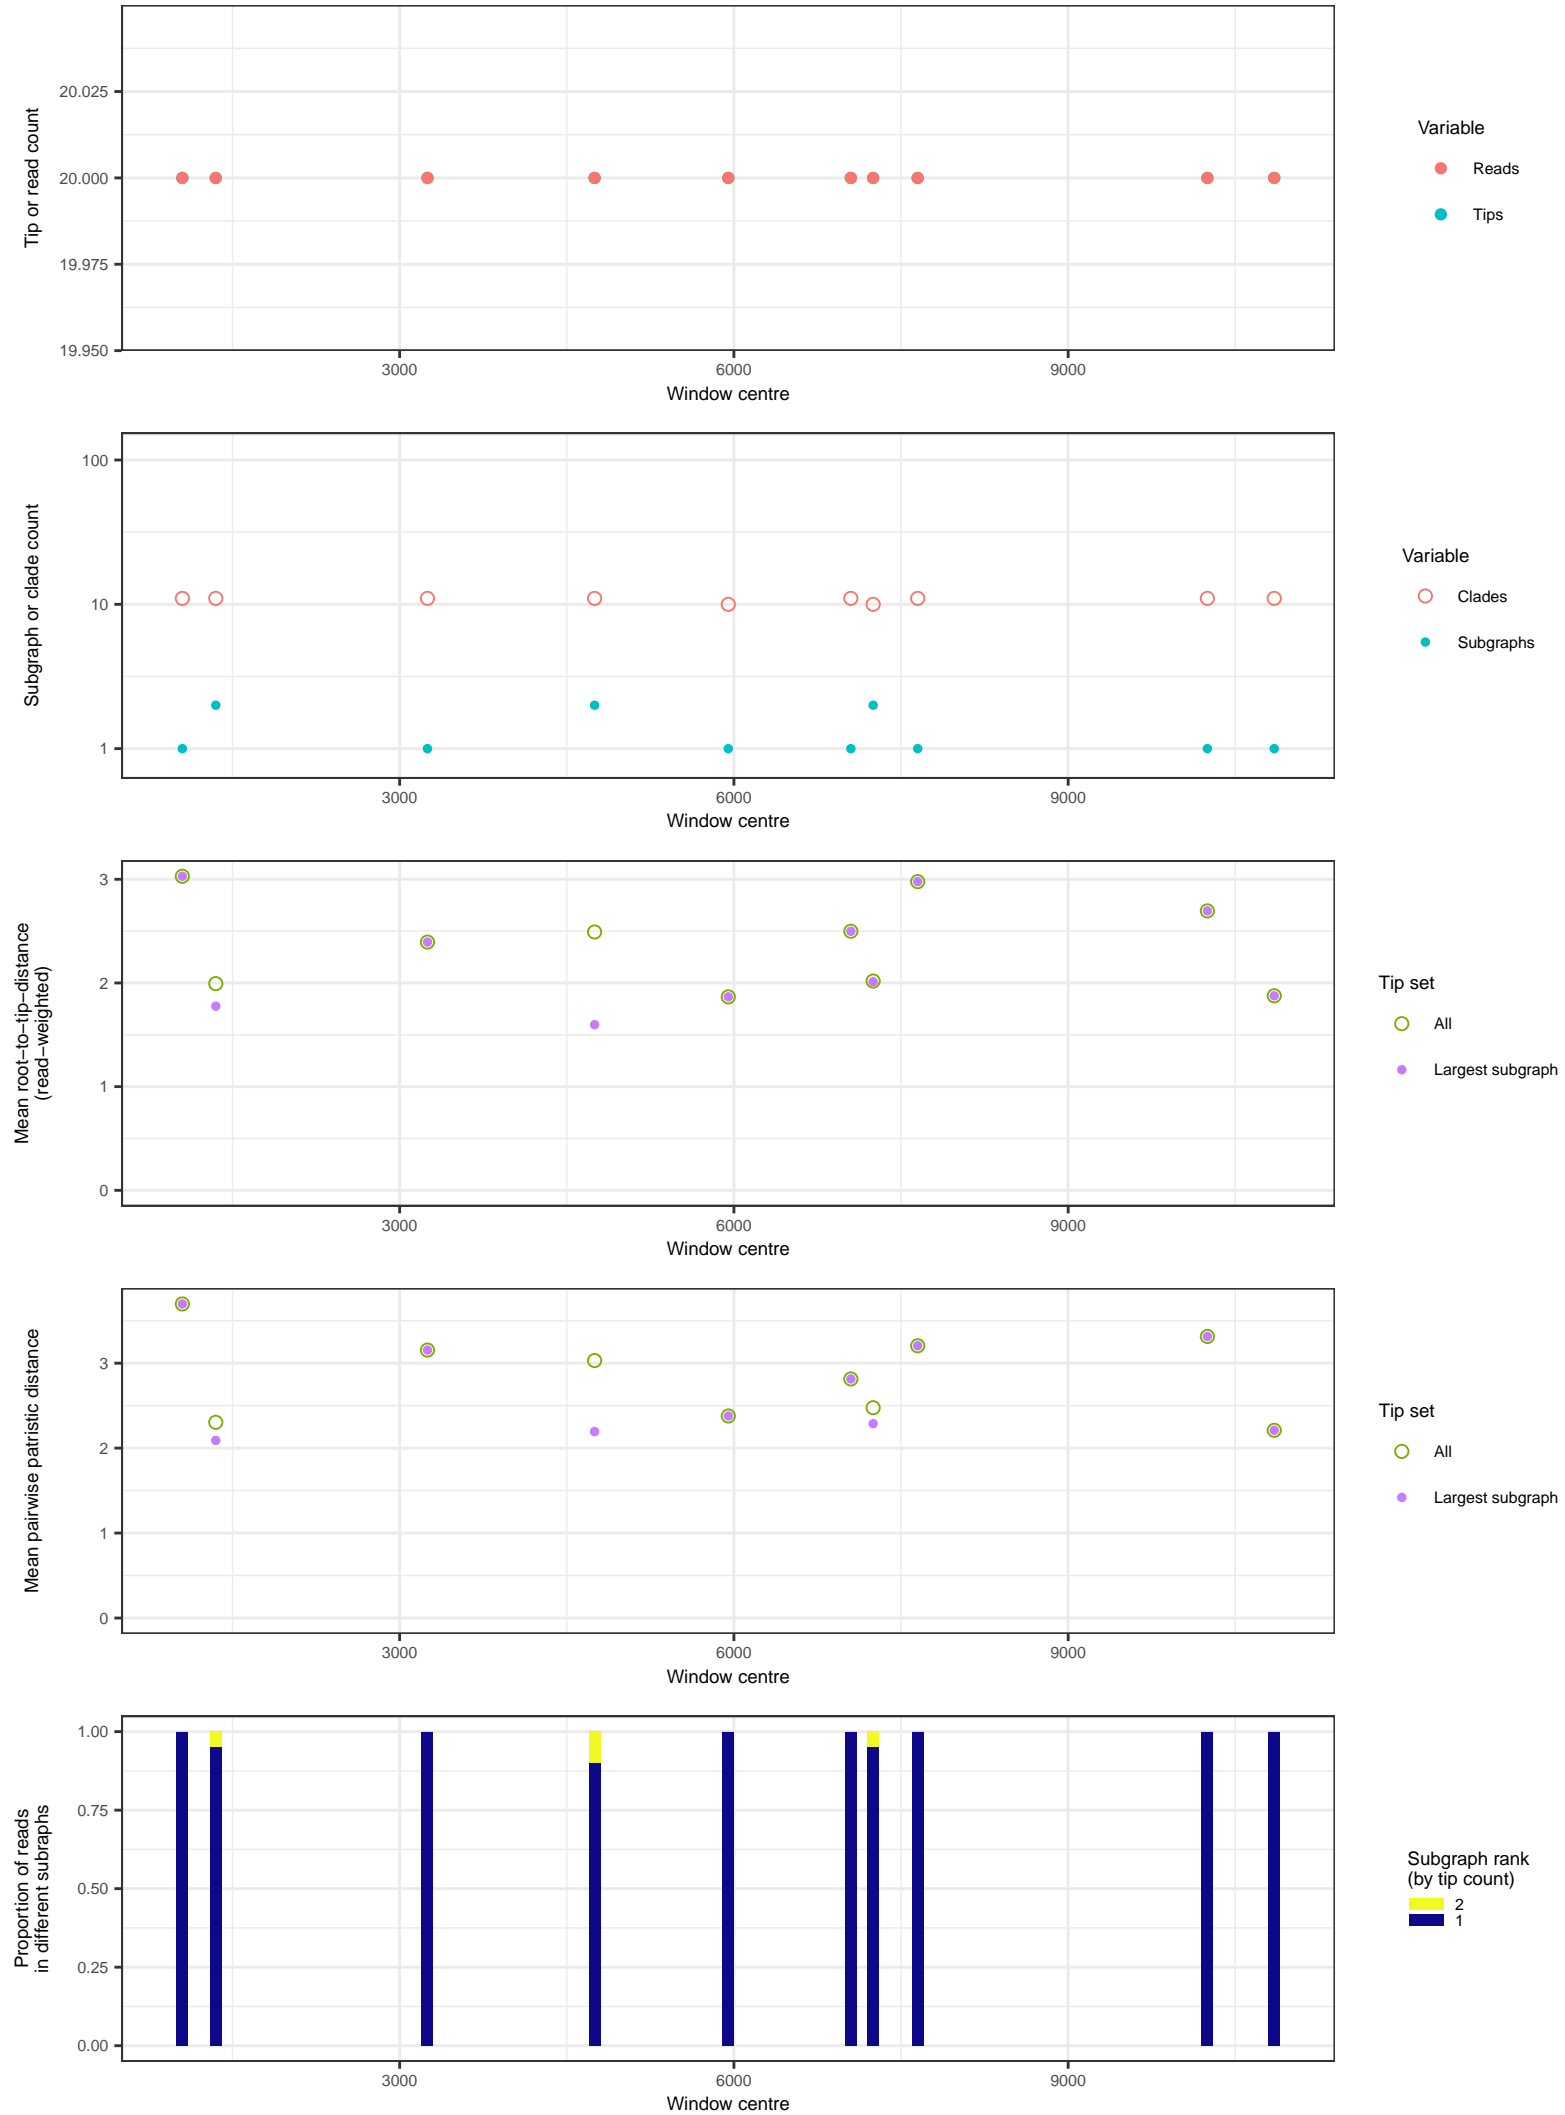 Tip or read count
20.025
20.000
19.975
19.950
3000 6000 9000
Window centre
Variable
Reads
Tips
Subgraph or clade count
100
10
1
3000 6000 9000
Window centre
Variable
Clades
Subgraphs
Mean root−to−tip−distance
(read−weighted)
3
2
1
0
3000 6000 9000
Window centre
Tip set
All
Largest subgraph
Mean pairwise patristic distance
3
2
1
0
3000 6000 9000
Window centre
Tip set
All
Largest subgraph
Proportion of reads
in different subraphs
1.00
0.75
0.50
0.25
0.00
3000 6000 9000
Window centre
Subgraph rank
(by tip count)
2
1